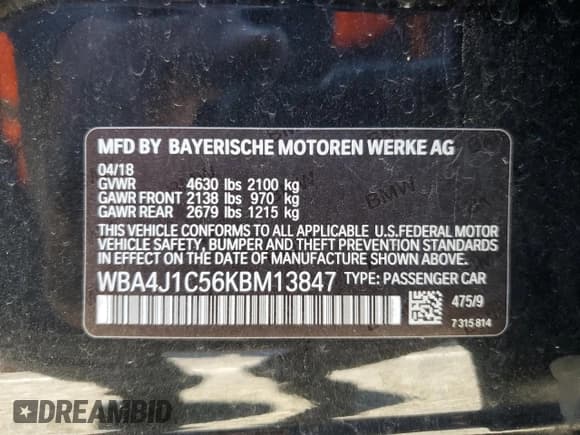 MFD BY BAYERISCHE MOTOREN WERKE AG
04/18
GVWR 4630 lbs 2100 kg
GAWR FRONT 2138 lbs 970 kg
GAWR REAR 2679 lbs 1215 kg
THIS VEHICLE CONFORMS TO ALL APPLICABLE U.S.FEDERAL MOTOR
VEHICLE SAFETY, BUMPER AND THEFT PREVENTION STANDARDS
IN EFFECT ON THE DATE OF MANUFACTURE SHOWN ABOVE.
WBA4J1C56KBM13847 TYPE: PASSENGER CAR
475/9
7 315 814
BMW
DREAMBID